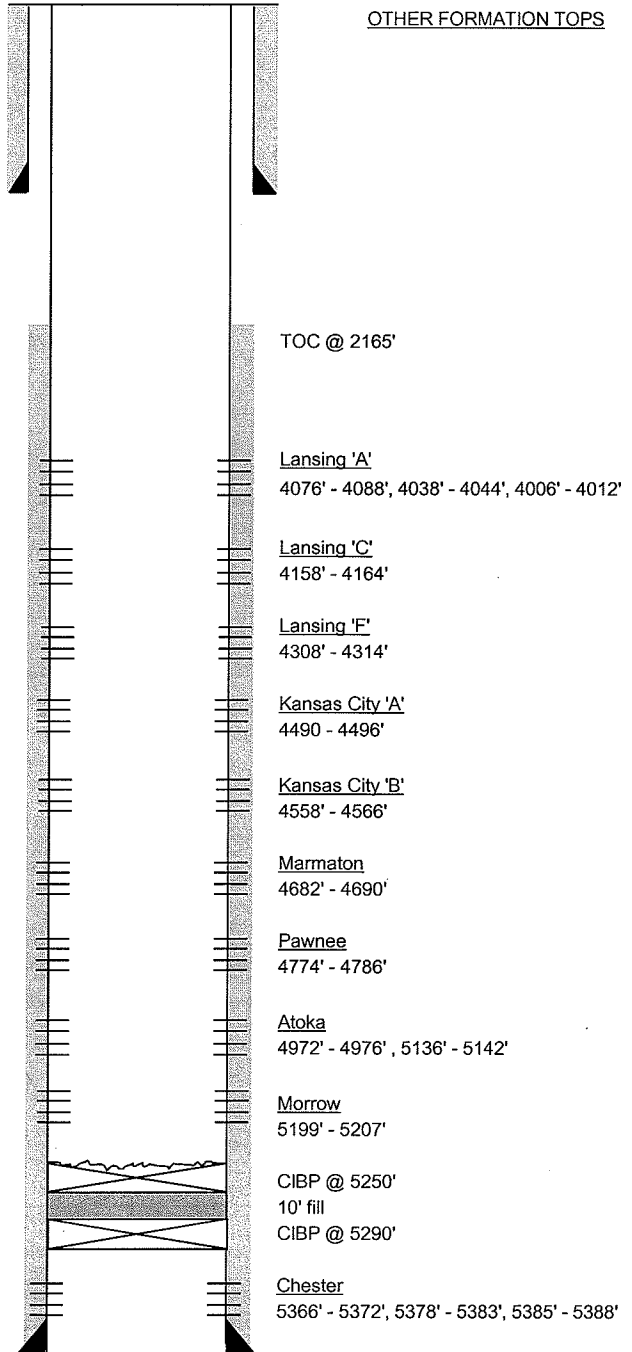 OTHER FORMATION TOPS
TOC @ 2165'
Lansing 'A'
4076' - 4088', 4038' - 4044', 4006' - 4012'
Lansing 'C'
4158' - 4164'
Lansing 'F'
4308' - 4314'
Kansas City 'A'
4490 - 4496'
Kansas City 'B'
4558' - 4566'
Marmaton
4682' - 4690'
Pawnee
4774' - 4786'
Atoka
4972' - 4976' , 5136' - 5142'
Morrow
5199' - 5207'
CIBP @ 5250'
10' fill
CIBP @ 5290'
Chester
5366' - 5372', 5378' - 5383', 5385' - 5388'